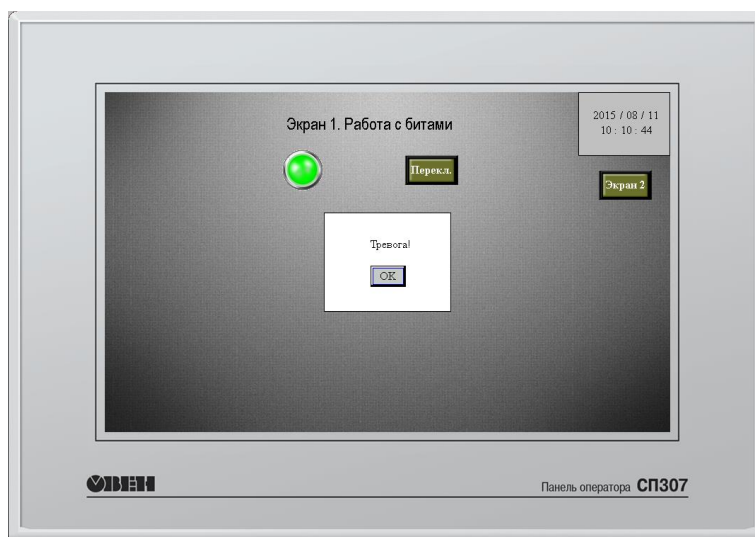 Экран 1. Работа с битами
2015 / 08 / 11
10 : 10 : 44
Перекл.
Экран 2
Тревога!
OK
ОВЕН
Панель оператора СП307